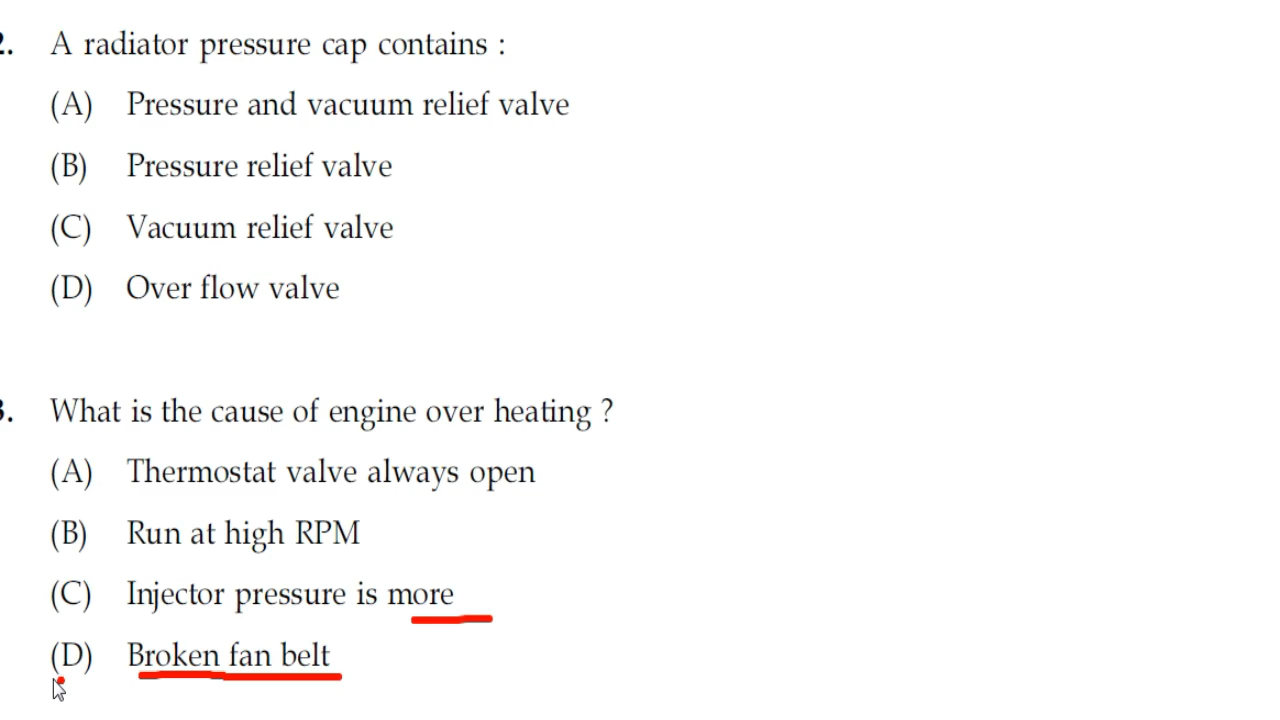 2. A radiator pressure cap contains :
(A) Pressure and vacuum relief valve
(B) Pressure relief valve
(C) Vacuum relief valve
(D) Over flow valve
3. What is the cause of engine over heating ?
(A) Thermostat valve always open
(B) Run at high RPM
(C) Injector pressure is more
(D) Broken fan belt